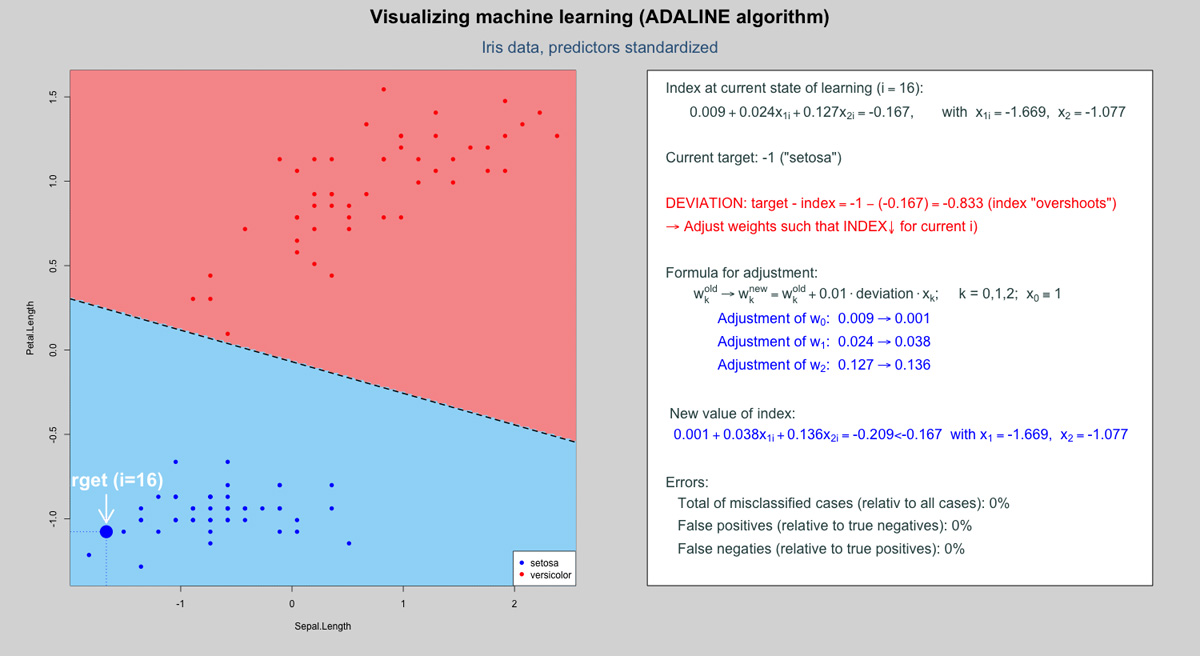 Visualizing machine learning (ADALINE algorithm)
Iris data, predictors standardized
1.5
1.0
0.5
0.0
-0.5
-1.0
Petal.Length
rget (i=16)
setosa
versicolor
-1
0
1
2
Sepal.Length
Index at current state of learning (i = 16):
0.009 + 0.024x1i + 0.127x2i = -0.167, with x1i = -1.669, x2 = -1.077
Current target: -1 ("setosa")
DEVIATION: target - index = -1 − (-0.167) = -0.833 (index "overshoots")
→ Adjust weights such that INDEX↓ for current i)
Formula for adjustment:
wk^old → wk^new = wk^old + 0.01 · deviation · xk; k = 0,1,2; x0 ≡ 1
Adjustment of w0: 0.009 → 0.001
Adjustment of w1: 0.024 → 0.038
Adjustment of w2: 0.127 → 0.136
New value of index:
0.001 + 0.038x1i + 0.136x2i = -0.209<-0.167 with x1 = -1.669, x2 = -1.077
Errors:
Total of misclassified cases (relativ to all cases): 0%
False positives (relative to true negatives): 0%
False negaties (relative to true positives): 0%